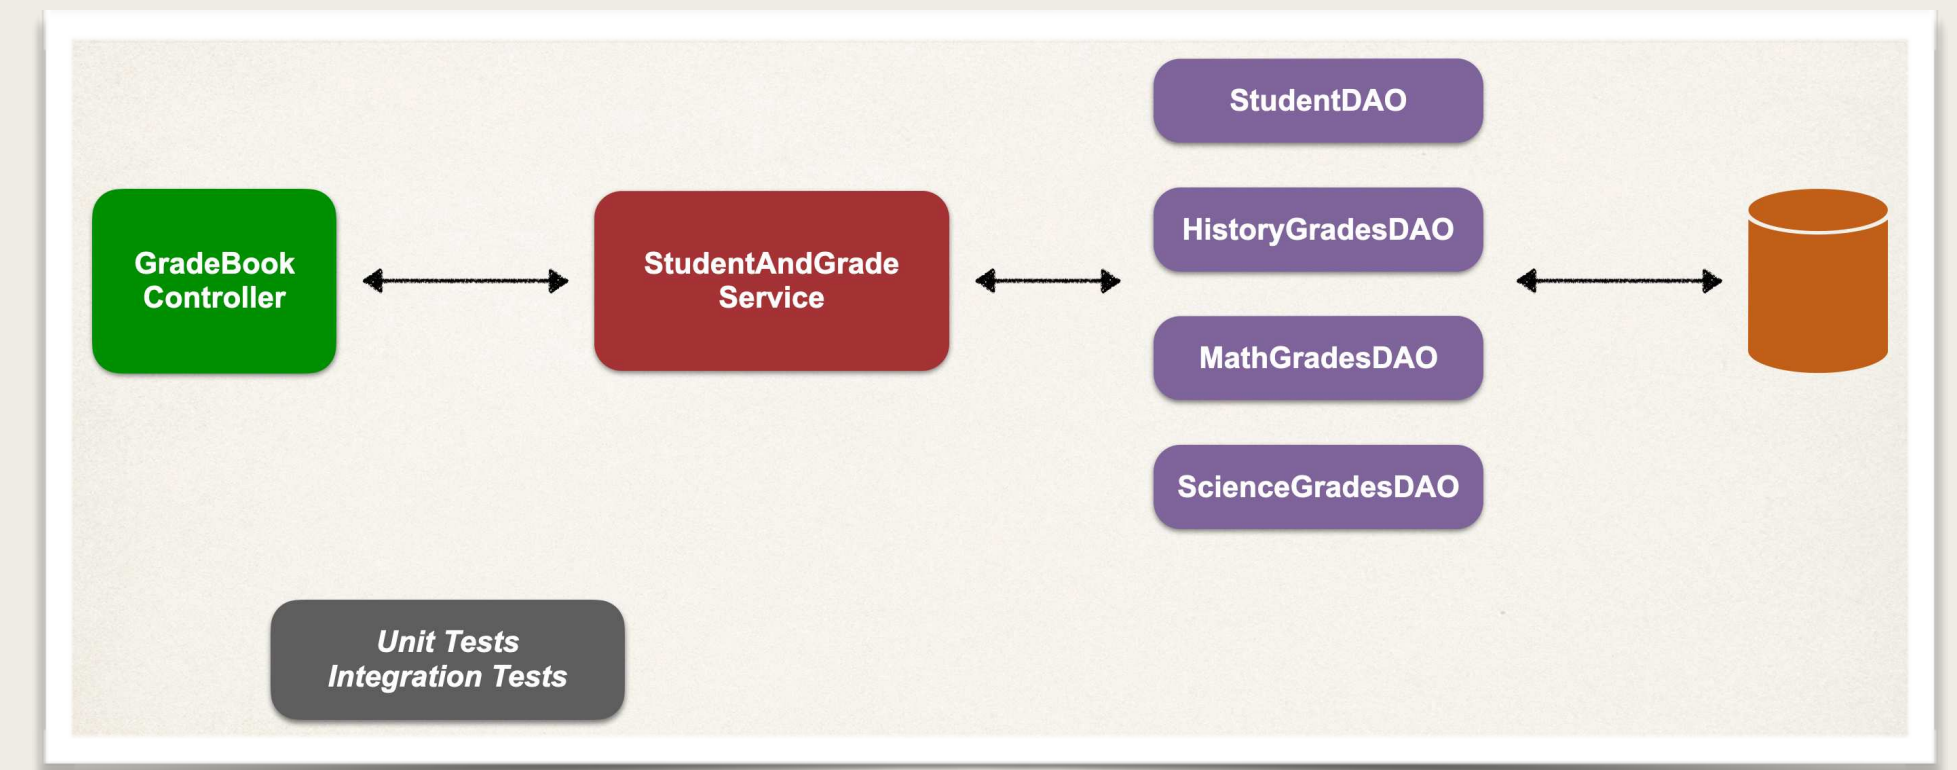 GradeBook
Controller
StudentAndGrade
Service
StudentDAO
HistoryGradesDAO
MathGradesDAO
ScienceGradesDAO
Unit Tests
Integration Tests